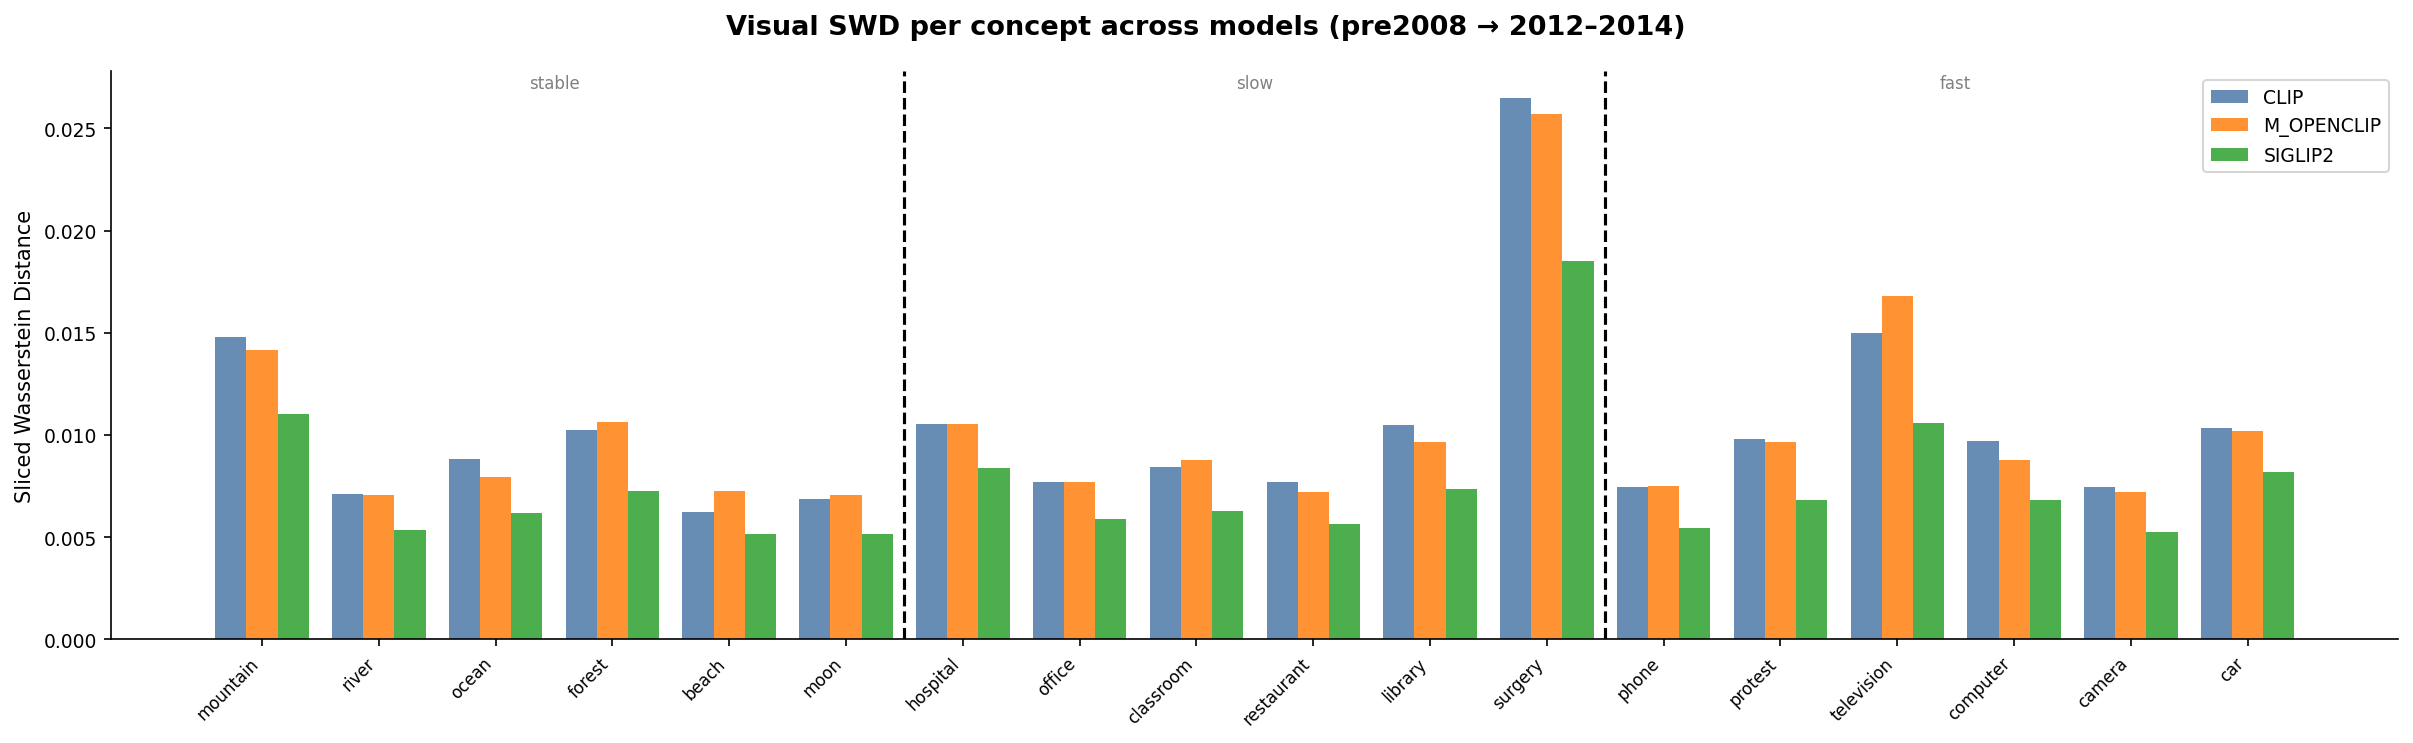 Visual SWD per concept across models (pre2008 → 2012–2014)
stable
slow
fast
CLIP
M_OPENCLIP
SIGLIP2
Sliced Wasserstein Distance
0.025
0.020
0.015
0.010
0.005
0.000
mountain
river
ocean
forest
beach
moon
hospital
office
classroom
restaurant
library
surgery
phone
protest
television
computer
camera
car